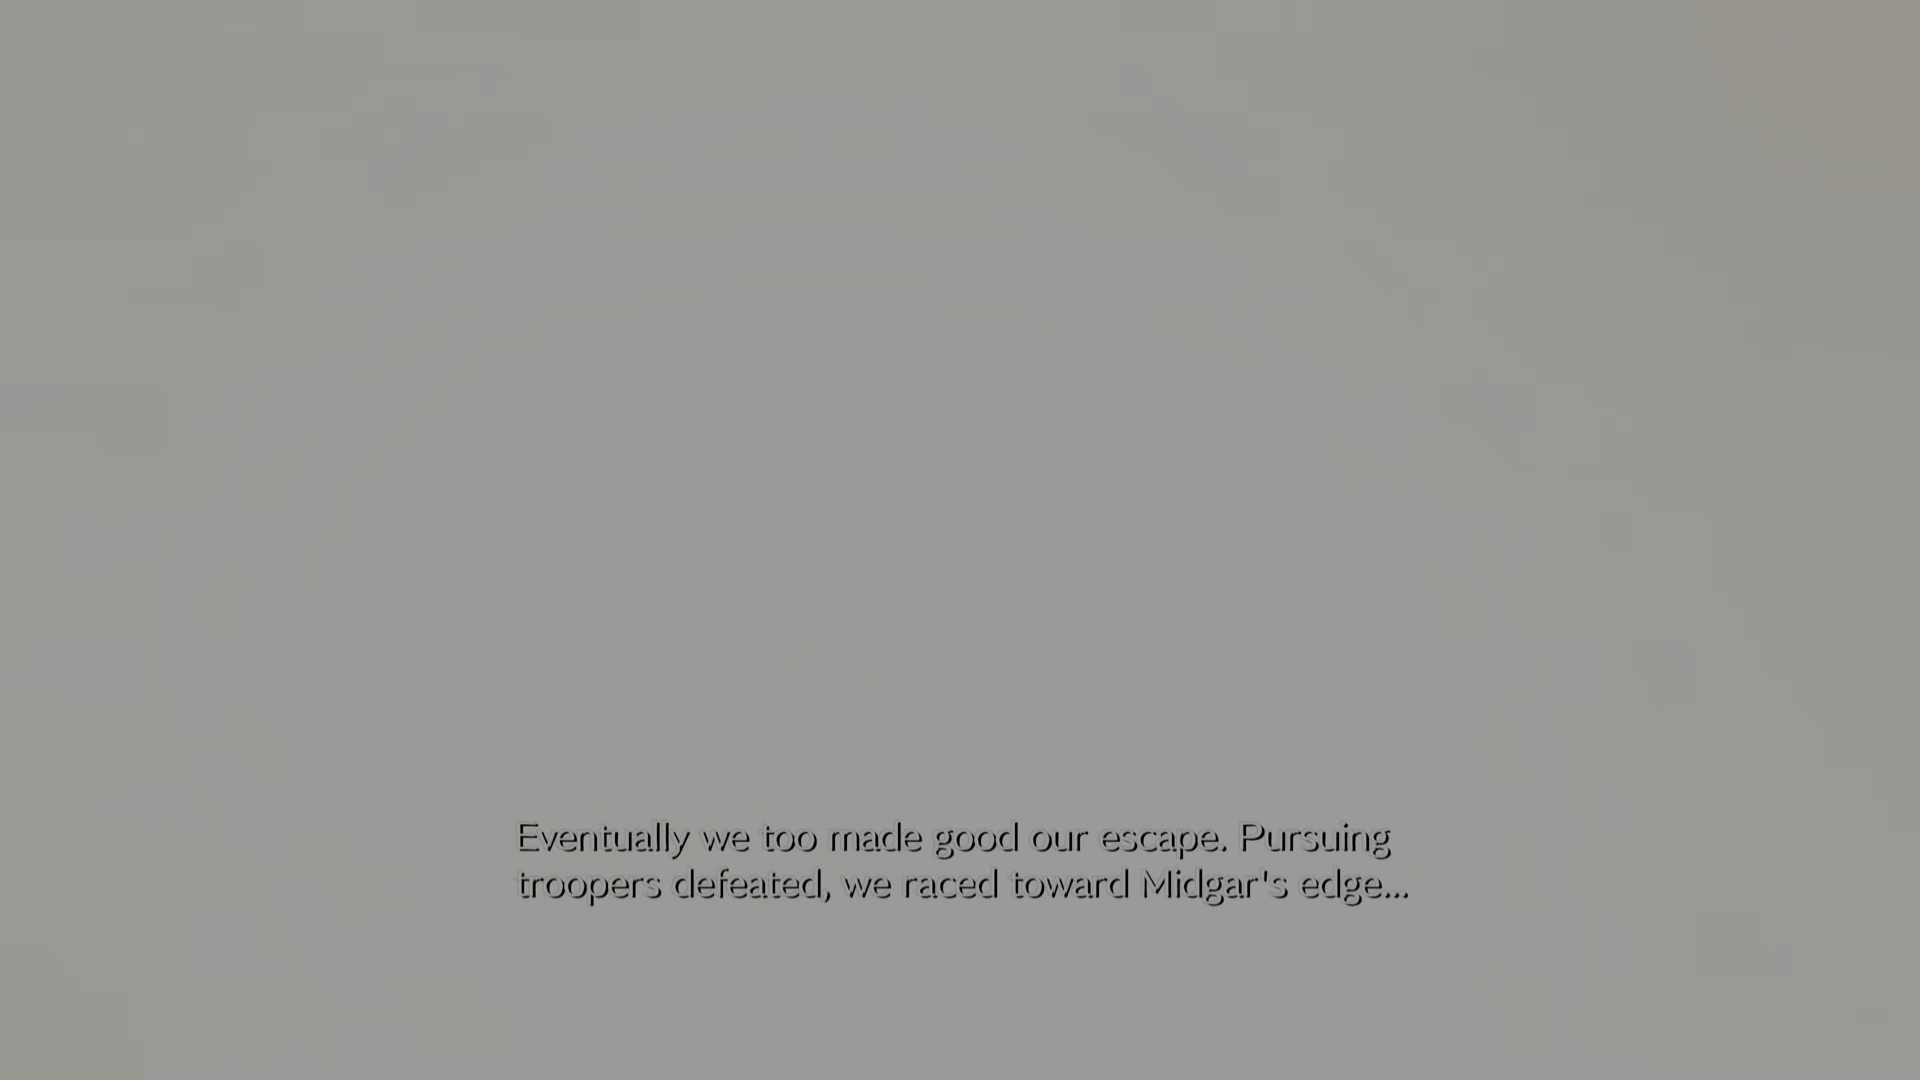 Eventually we too made good our escape. Pursuing
troopers defeated, we raced toward Midgar's edge...